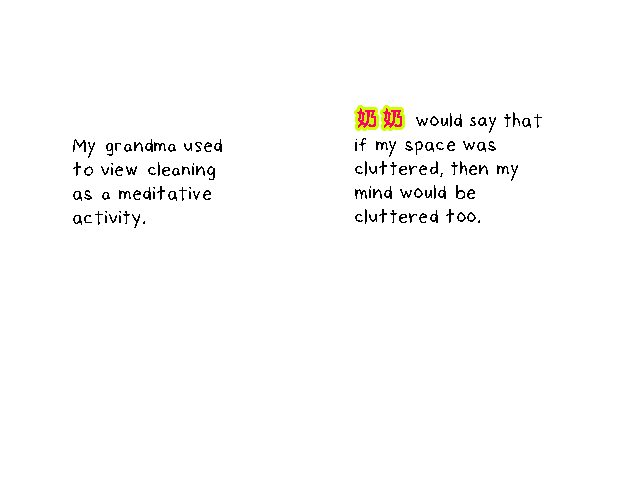 My grandma used
to view cleaning
as a meditative
activity.
奶奶 would say that
if my space was
cluttered, then my
mind would be
cluttered too.